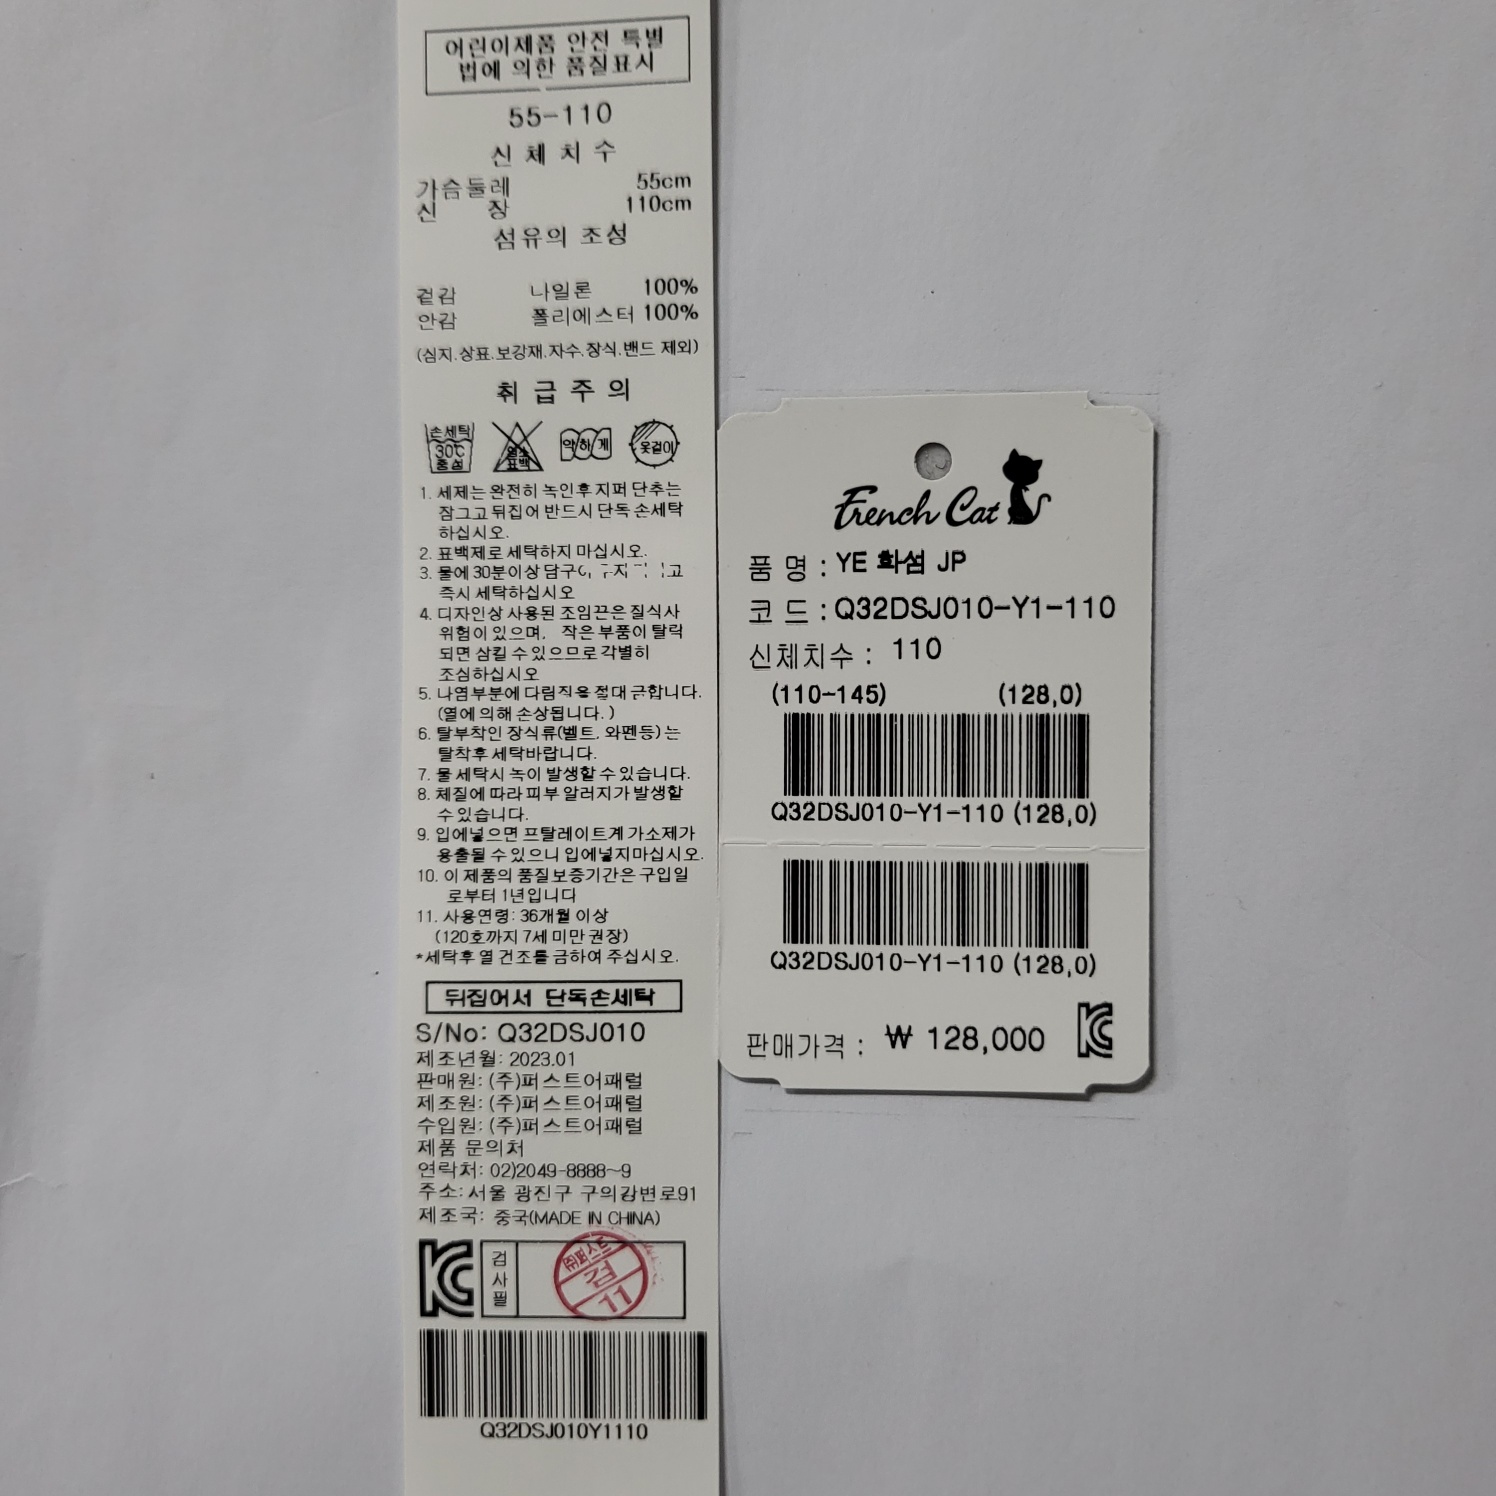 어린이제품 안전 특별
법에 의한 품질표시
55-110
신체치수
가슴둘레 55cm
신 장 110cm
섬유의 조성
겉감 나일론 100%
안감 폴리에스터 100%
(심지.상표.보강재.자수.장식.밴드 제외)
취급주의
손세탁 30℃ 중성
염소 표백
약하게
옷걸이
1. 세제는 완전히 녹인후 지퍼 단추는
잠그고 뒤집어 반드시 단독 손세탁
하십시오.
2. 표백제로 세탁하지 마십시오.
3. 물에 30분이상 고
즉시 세탁하십시오
4. 디자인상 사용된 조임끈은 질식사
위험이 있으며, 작은 부품이 탈락
되면 삼킬 수 있으므로 각별히
조심하십시오
5. 나염부분에 다림직용 절대 금합니다.
(열에 의해 손상됩니다.)
6. 탈부착인 장식류(벨트, 와펜등) 는
탈착후 세탁바랍니다.
7. 물 세탁시 녹이 발생할 수 있습니다.
8. 체질에 따라 피부 알러지가 발생할
수 있습니다.
9. 입에넣으면 프탈레이트계 가소제가
용출될 수 있으니 입에넣지마십시오.
10. 이 제품의 품질보증기간은 구입일
로부터 1년입니다
11. 사용연령: 36개월 이상
(120호까지 7세 미만 권장)
*세탁후 열 건조를 금하여 주십시오.
뒤집어서 단독손세탁
S/No: Q32DSJ010
제조년월: 2023.01
판매원: (주)퍼스트어패럴
제조원: (주)퍼스트어패럴
수입원: (주)퍼스트어패럴
제품 문의처
연락처: 02)2049-8888~9
주소: 서울 광진구 구의강변로91
제조국: 중국(MADE IN CHINA)
KC 검사필
㈜퍼스트
검
11
Q32DSJ010Y1110
French Cat
품 명 : YE 화섬 JP
코 드 : Q32DSJ010-Y1-110
신체치수 : 110
(110-145) (128,0)
Q32DSJ010-Y1-110 (128,0)
Q32DSJ010-Y1-110 (128,0)
판매가격 : ₩ 128,000 KC